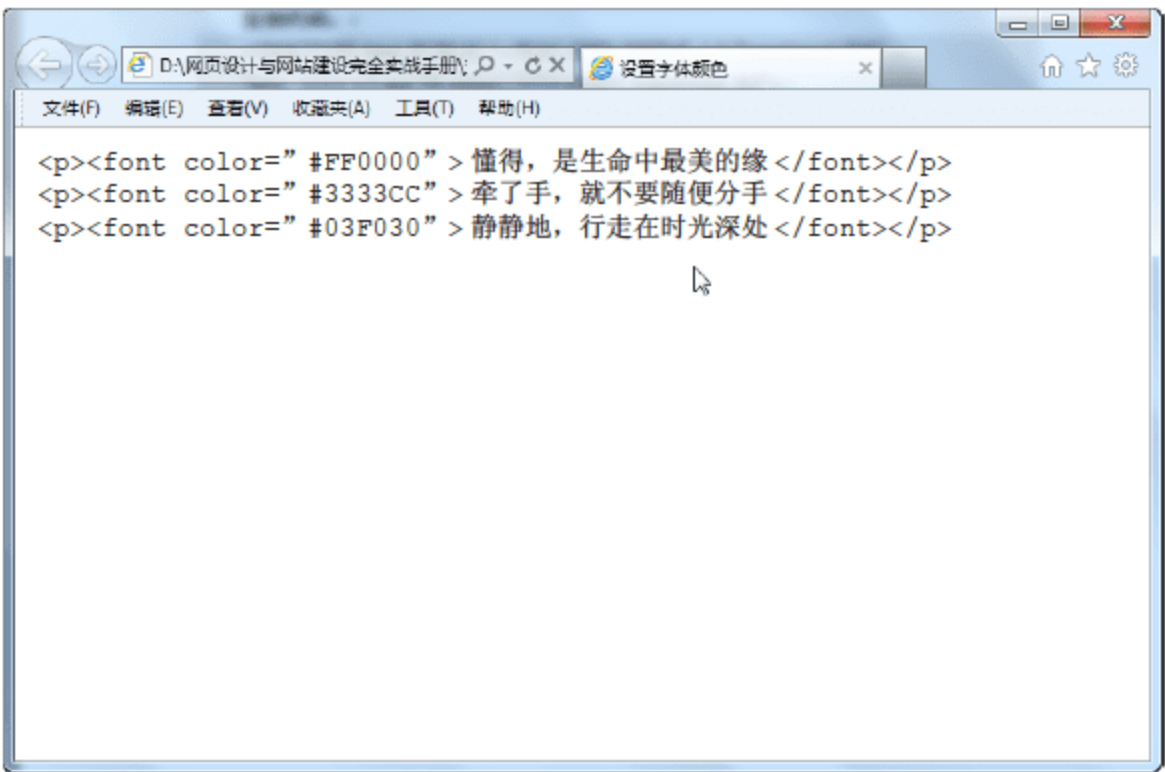 D:\网页设计与网站建设完全实战手册\
设置字体颜色
文件(F) 编辑(E) 查看(V) 收藏夹(A) 工具(T) 帮助(H)
<p><font color=” #FF0000” > 懂得，是生命中最美的缘 </font></p>
<p><font color=” #3333CC” > 牵了手，就不要随便分手 </font></p>
<p><font color=” #03F030” > 静静地，行走在时光深处 </font></p>